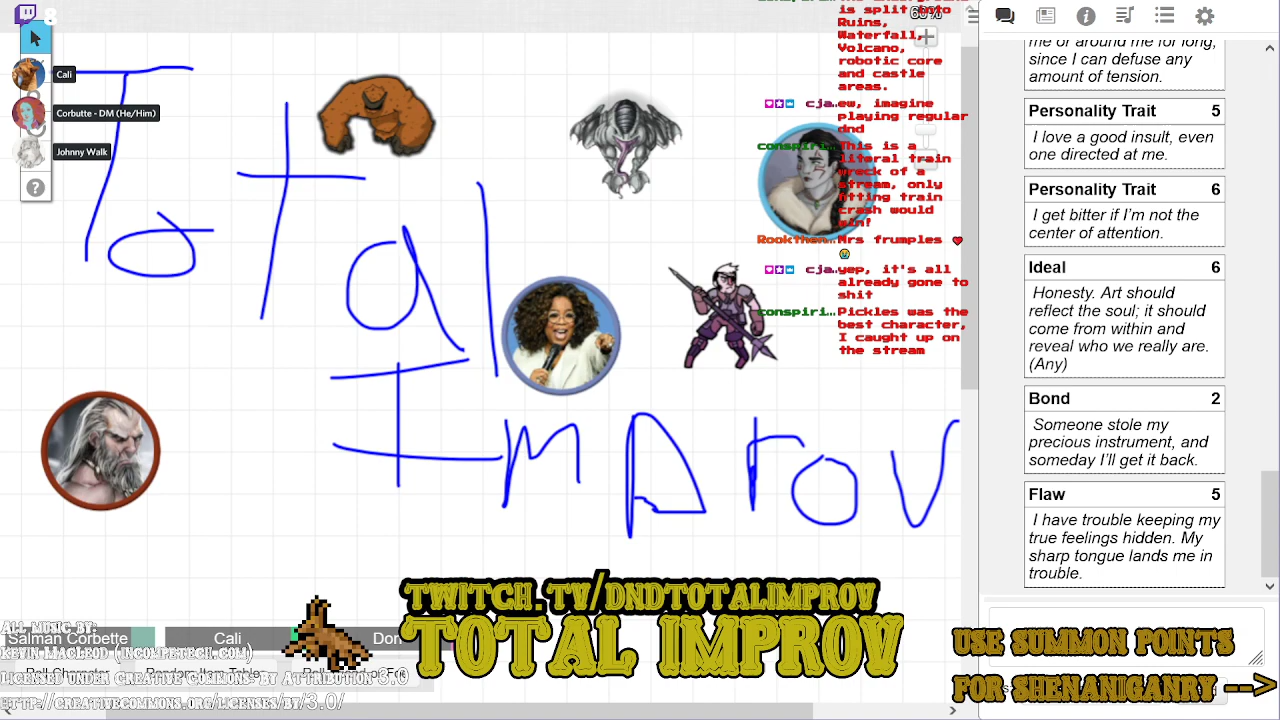 Cali
Corbutte - DM (He/Him)
Johnny Walk
?
Total
Improv
is split into
Ruins,
Waterfall,
Volcano,
robotic core
and castle
areas.
cja… ew, imagine
playing regular
dnd
conspiri… This is a
literal train
wreck of a
stream, only
fitting train
crash would
win!
Rookthen… Mrs frumples
cja… yep, it's all
already gone to
shit
conspiri… Pickles was the
best character,
I caught up on
the stream
me or around me for long,
since I can defuse any
amount of tension.
Personality Trait 5
I love a good insult, even
one directed at me.
Personality Trait 6
I get bitter if I'm not the
center of attention.
Ideal 6
Honesty. Art should
reflect the soul; it should
come from within and
reveal who we really are.
(Any)
Bond 2
Someone stole my
precious instrument, and
someday I'll get it back.
Flaw 5
I have trouble keeping my
true feelings hidden. My
sharp tongue lands me in
trouble.
TWITCH.TV/DNDTOTALIMPROV
TOTAL IMPROV
USE SUMMON POINTS
FOR SHENANIGANRY -->
Salman Corbette
Cali
Don
ALL MUSIC BY:
KEVIN MACLEOD (INCOMPETECH.COM)
LICENSED UNDER CREATIVE COMMONS: BY ATTRIBUTION 3.0
HTTP://CREATIVECOMMONS.ORG/LICENSES/BY/3.0/